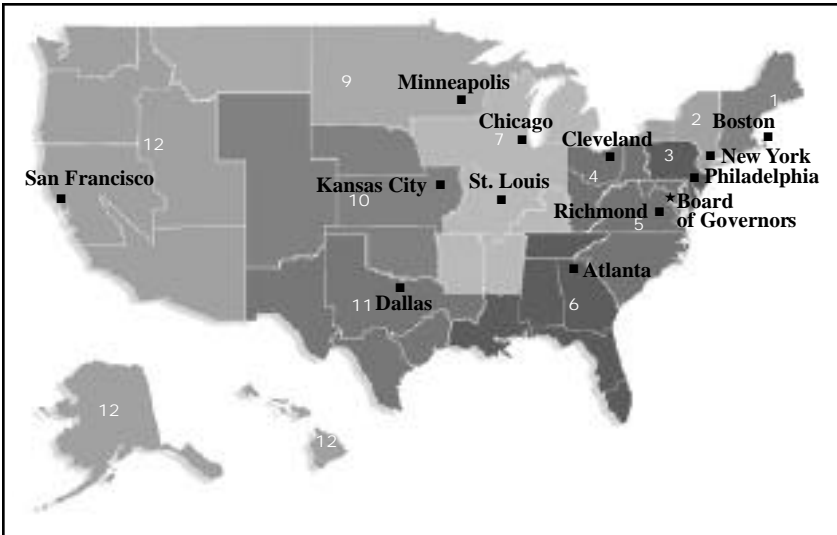 9
Minneapolis
1
2
Boston
Chicago
7
12
Cleveland
3
New York
San Francisco
Kansas City
St. Louis
4
Philadelphia
10
Richmond
★Board
of Governors
5
Atlanta
11
Dallas
6
12
12